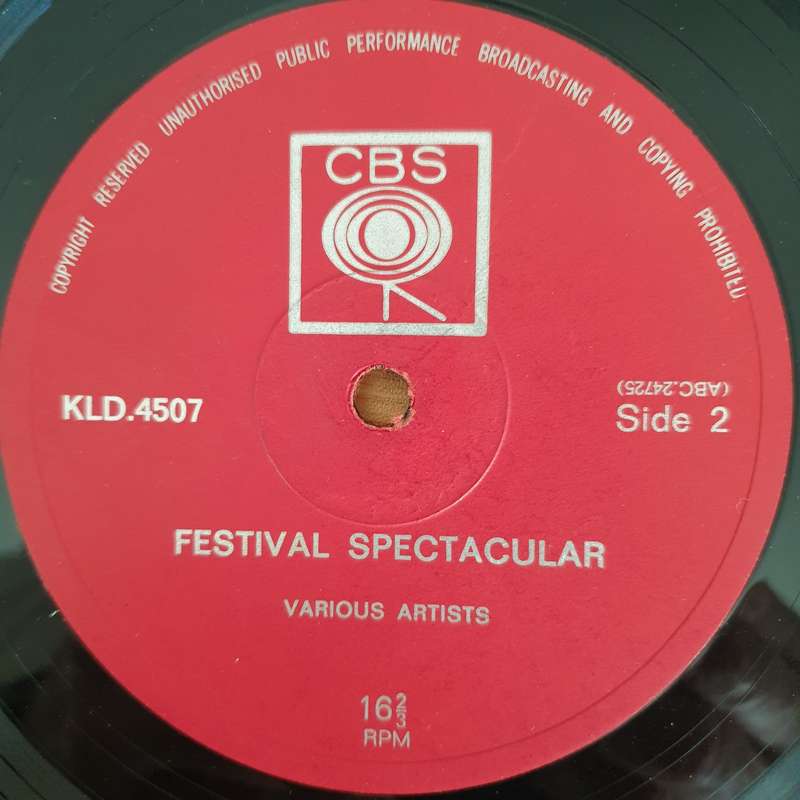 COPYRIGHT RESERVED UNAUTHORISED PUBLIC PERFORMANCE BROADCASTING AND COPYING PROHIBITED
CBS
KLD.4507
(ABC.24725)
Side 2
FESTIVAL SPECTACULAR
VARIOUS ARTISTS
16⅔
RPM